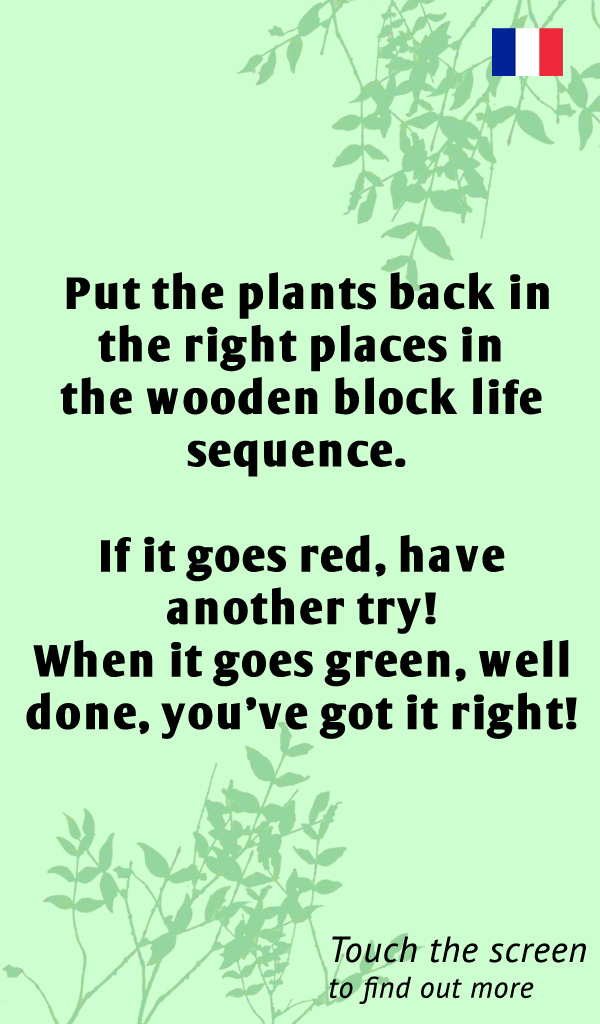 Put the plants back in
the right places in
the wooden block life
sequence.
If it goes red, have
another try!
When it goes green, well
done, you’ve got it right!
Touch the screen
to find out more